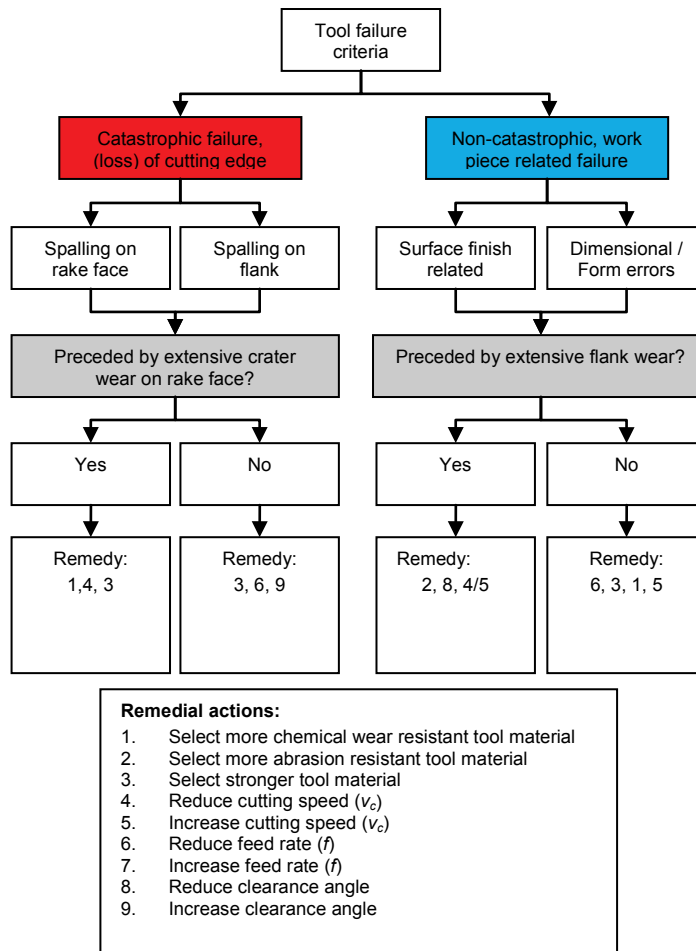 Tool failure
criteria
Catastrophic failure,
(loss) of cutting edge
Non-catastrophic, work
piece related failure
Spalling on
rake face
Spalling on
flank
Surface finish
related
Dimensional /
Form errors
Preceded by extensive crater
wear on rake face?
Preceded by extensive flank wear?
Yes
No
Yes
No
Remedy:
1,4, 3
Remedy:
3, 6, 9
Remedy:
2, 8, 4/5
Remedy:
6, 3, 1, 5
Remedial actions:
1. Select more chemical wear resistant tool material
2. Select more abrasion resistant tool material
3. Select stronger tool material
4. Reduce cutting speed (vc)
5. Increase cutting speed (vc)
6. Reduce feed rate (f)
7. Increase feed rate (f)
8. Reduce clearance angle
9. Increase clearance angle